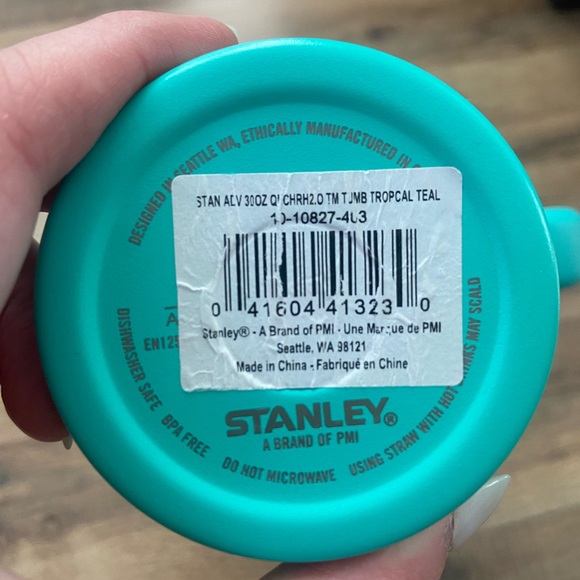 DESIGNED IN SEATTLE WA, ETHICALLY MANUFACTURED IN
STAN ADV 30OZ QNCHRH2.O TM TUMB TROPCAL TEAL
10-10827-403
0 41604 41323 0
Stanley® - A Brand of PMI - Une Marque de PMI
Seattle, WA 98121
Made in China - Fabriqué en Chine
STANLEY®
A BRAND OF PMI
DISHWASHER SAFE BPA FREE DO NOT MICROWAVE USING STRAW WITH HOT DRINKS MAY SCALD